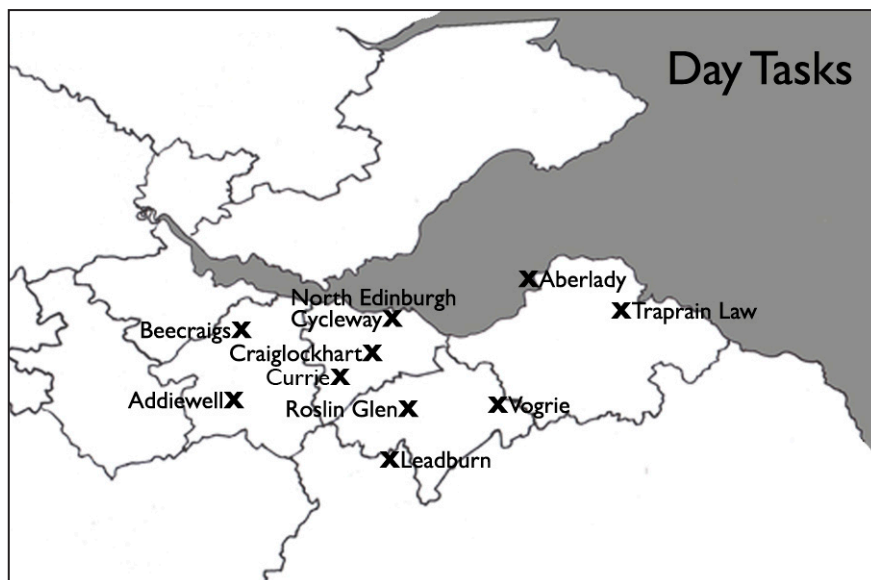 Day Tasks
Aberlady
North Edinburgh
Cycleway
Traprain Law
Beecraigs
Craiglockhart
Currie
Addiewell
Roslin Glen
Vogrie
Leadburn